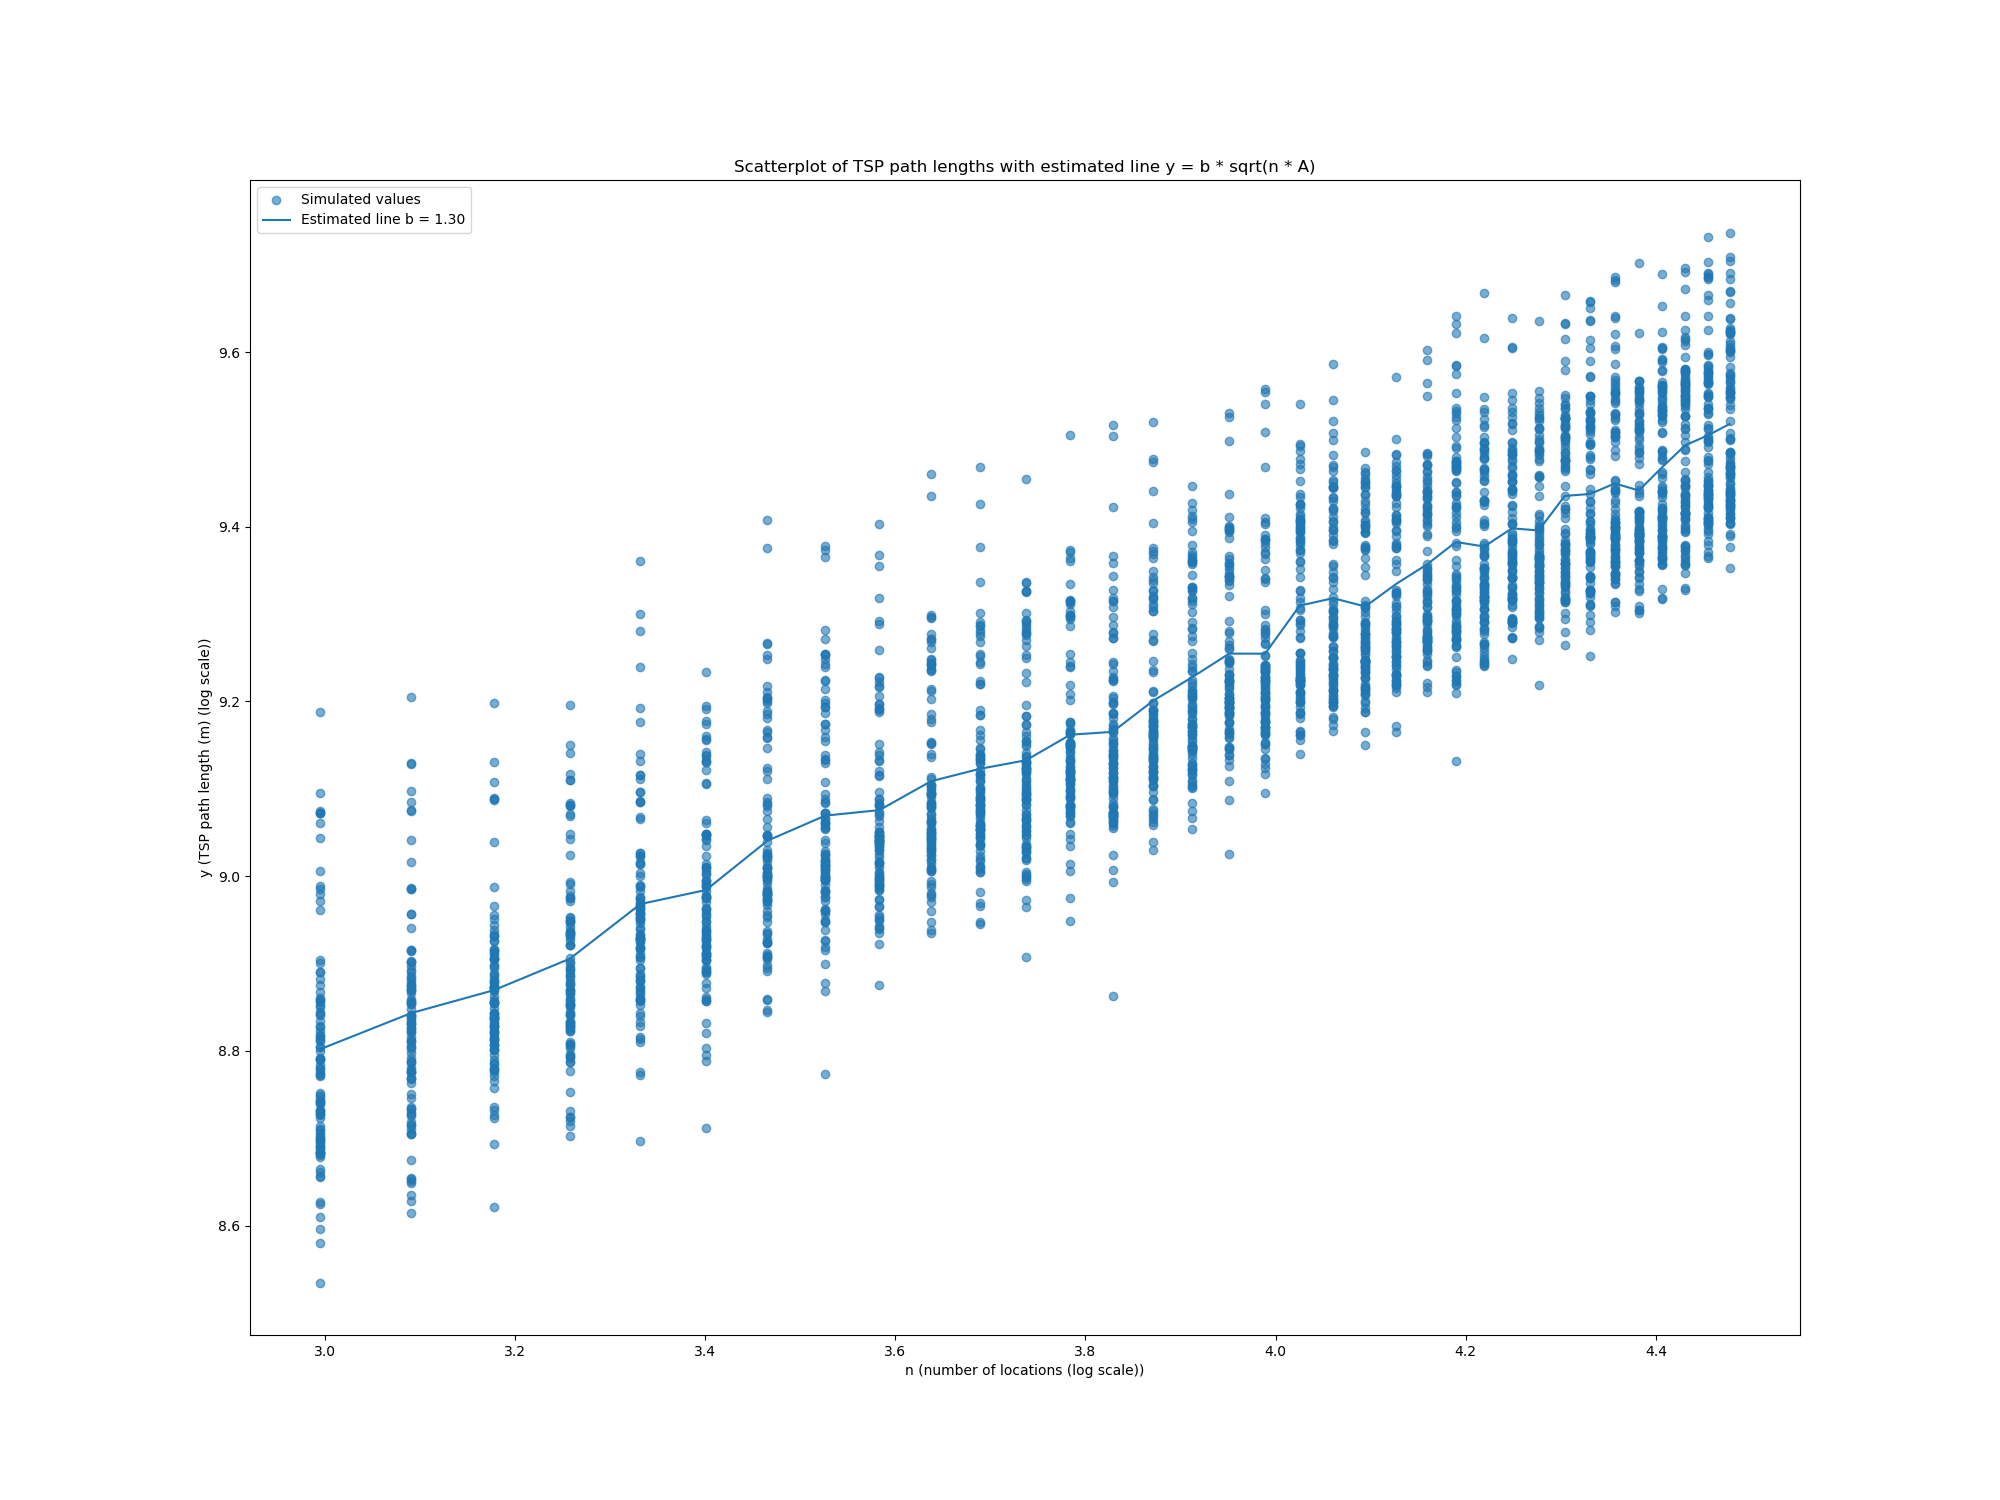 Scatterplot of TSP path lengths with estimated line y = b * sqrt(n * A)
Simulated values
Estimated line b = 1.30
9.6
9.4
9.2
9.0
8.8
8.6
y (TSP path length (m) (log scale))
3.0 3.2 3.4 3.6 3.8 4.0 4.2 4.4
n (number of locations (log scale))